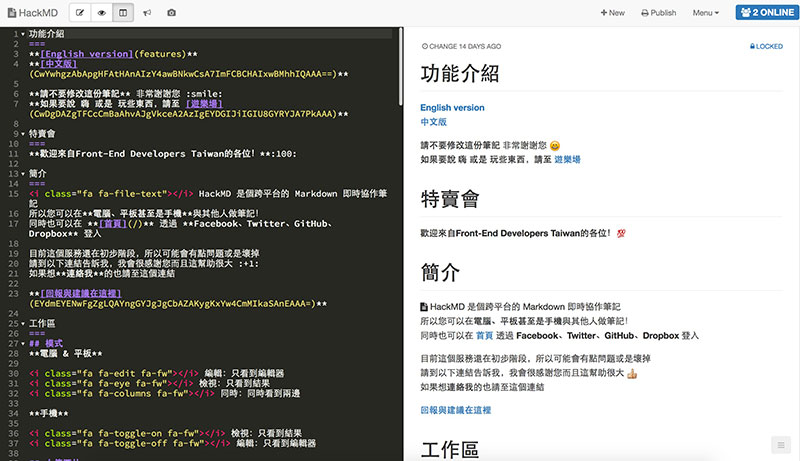 HackMD
+ New
Publish
Menu
2 ONLINE
1 功能介紹
2 ===
3 **[English version](features)**
4 **[中文版]
(CwYwhgzAbApgHFAtHAnAIzY4awBNkwCsA7ImFCBCHAIxwBMhhIQAAA==)**
5
6 **請不要修改這份筆記** 非常謝謝您 :smile:
7 **如果要說 嗨 或是 玩些東西，請至 [遊樂場]
(CwDgDAZgTFCcCmBaAhvAJgVkceA2AzIgEYDGIJiIGIU8GYRYJA7PkAAA)**
8
9 特賣會
10 ===
11 **歡迎來自Front-End Developers Taiwan的各位！**:100:
12
13 簡介
14 ===
15 <i class="fa fa-file-text"></i> HackMD 是個跨平台的 Markdown 即時協作筆
記
16 所以您可以在**電腦、平板甚至是手機**與其他人做筆記！
17 同時也可以在 **[首頁](/)** 透過 **Facebook、Twitter、GitHub、
Dropbox** 登入
18
19 目前這個服務還在初步階段，所以可能會有點問題或是壞掉
20 請到以下連結告訴我，我會很感謝您而且這幫助很大 :+1:
21 如果想**連絡我**的也請至這個連結
22
23 **[回報與建議在這裡]
(EYdmEYENwFgZgLQAYngGYJgJgCbAZAKygKxYw4CmMIkaSAnEAAA=)**
24
25 工作區
26 ===
27 ## 模式
28 **電腦 & 平板**
29
30 <i class="fa fa-edit fa-fw"></i> 編輯：只看到編輯器
31 <i class="fa fa-eye fa-fw"></i> 檢視：只看到結果
32 <i class="fa fa-columns fa-fw"></i> 同時：同時看到兩邊
33
34 **手機**
35
36 <i class="fa fa-toggle-on fa-fw"></i> 檢視：只看到結果
37 <i class="fa fa-toggle-off fa-fw"></i> 編輯：只看到編輯器
38
CHANGE 14 DAYS AGO
LOCKED
功能介紹
English version
中文版
請不要修改這份筆記 非常謝謝您 😄
如果要說 嗨 或是 玩些東西，請至 遊樂場
特賣會
歡迎來自Front-End Developers Taiwan的各位！ 💯
簡介
HackMD 是個跨平台的 Markdown 即時協作筆記
所以您可以在電腦、平板甚至是手機與其他人做筆記！
同時也可以在 首頁 透過 Facebook、Twitter、GitHub、Dropbox 登入
目前這個服務還在初步階段，所以可能會有點問題或是壞掉
請到以下連結告訴我，我會很感謝您而且這幫助很大 👍
如果想連絡我的也請至這個連結
回報與建議在這裡
工作區